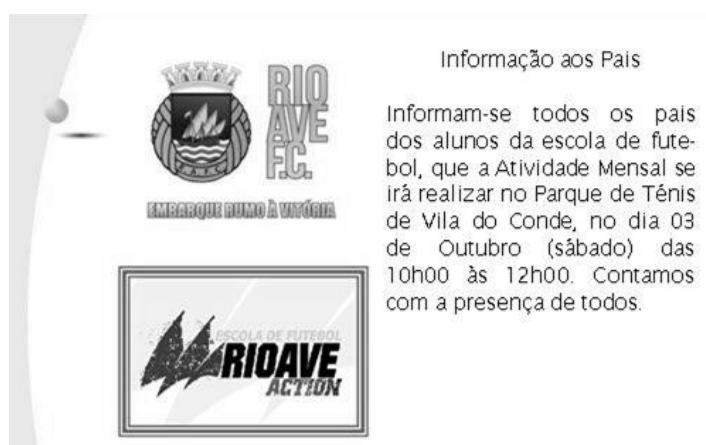 RIO
AVE
F.C.
R.A.F.C.
EMBARQUE RUMO À VITÓRIA
ESCOLA DE FUTEBOL
RIOAVE
ACTION
Informação aos Pais
Informam-se todos os pais
dos alunos da escola de fute-
bol, que a Atividade Mensal se
irá realizar no Parque de Ténis
de Vila do Conde, no dia 03
de Outubro (sábado) das
10h00 às 12h00. Contamos
com a presença de todos.